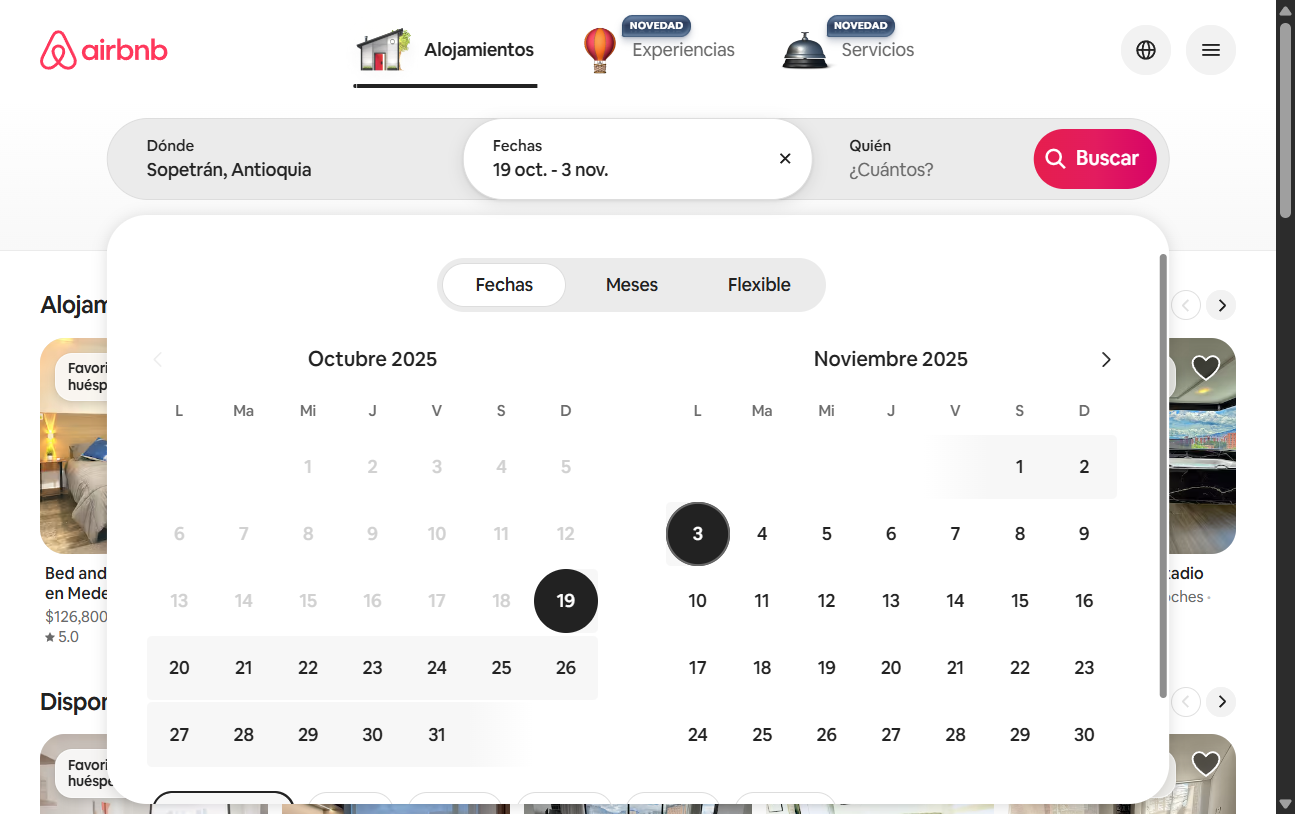 airbnb
Alojamientos
NOVEDAD
Experiencias
NOVEDAD
Servicios
Dónde
Sopetrán, Antioquia
Fechas
19 oct. - 3 nov.
Quién
¿Cuántos?
Buscar
Fechas
Meses
Flexible
Alojam
Octubre 2025
Noviembre 2025
L Ma Mi J V S D
L Ma Mi J V S D
1 2 3 4 5
6 7 8 9 10 11 12
13 14 15 16 17 18 19
20 21 22 23 24 25 26
27 28 29 30 31
1 2
3 4 5 6 7 8 9
10 11 12 13 14 15 16
17 18 19 20 21 22 23
24 25 26 27 28 29 30
Favori
huésp
Bed and
en Mede
$126,800
5.0
tadio
oches ·
Dispon
Favori
huéspe